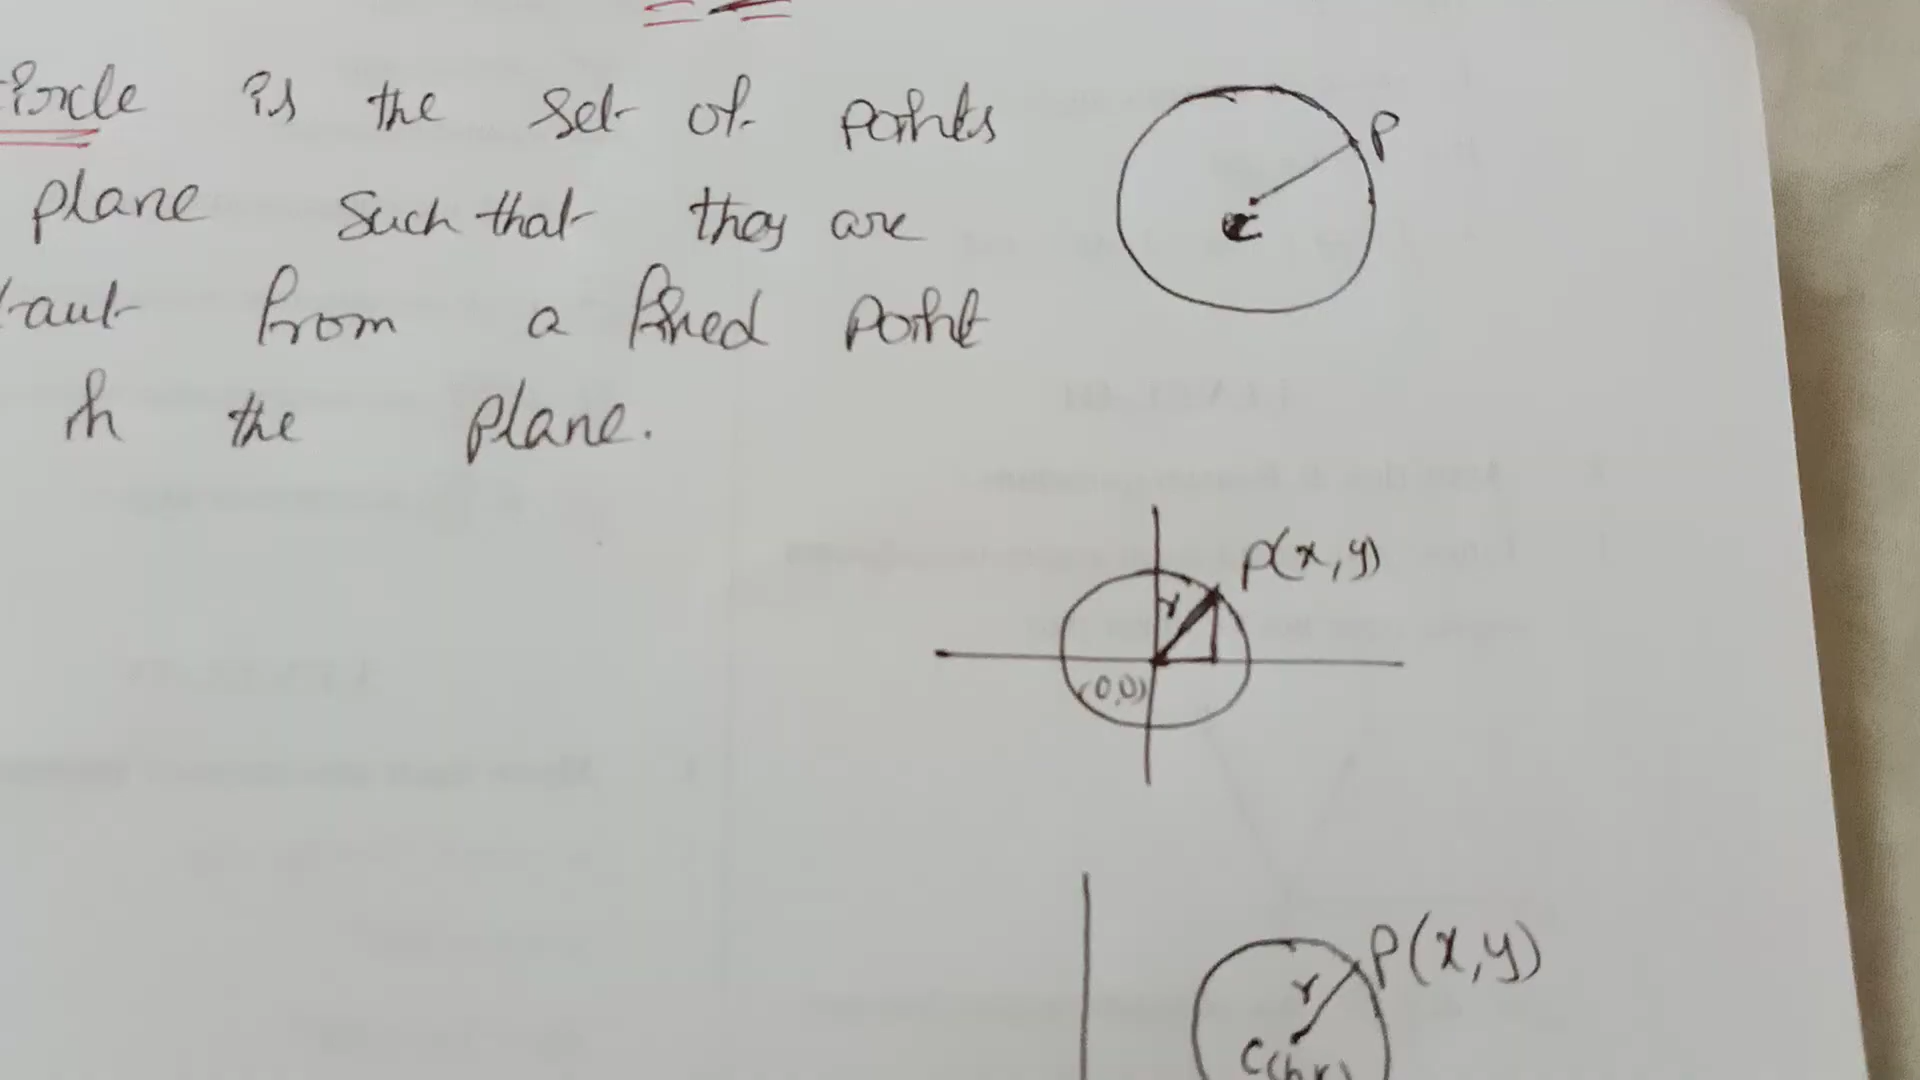 circle is the set of points
plane such that they are
tant from a fixed point
in the plane.
P
c
P(x,y)
r
(0,0)
P(x,y)
r
C(h,k)